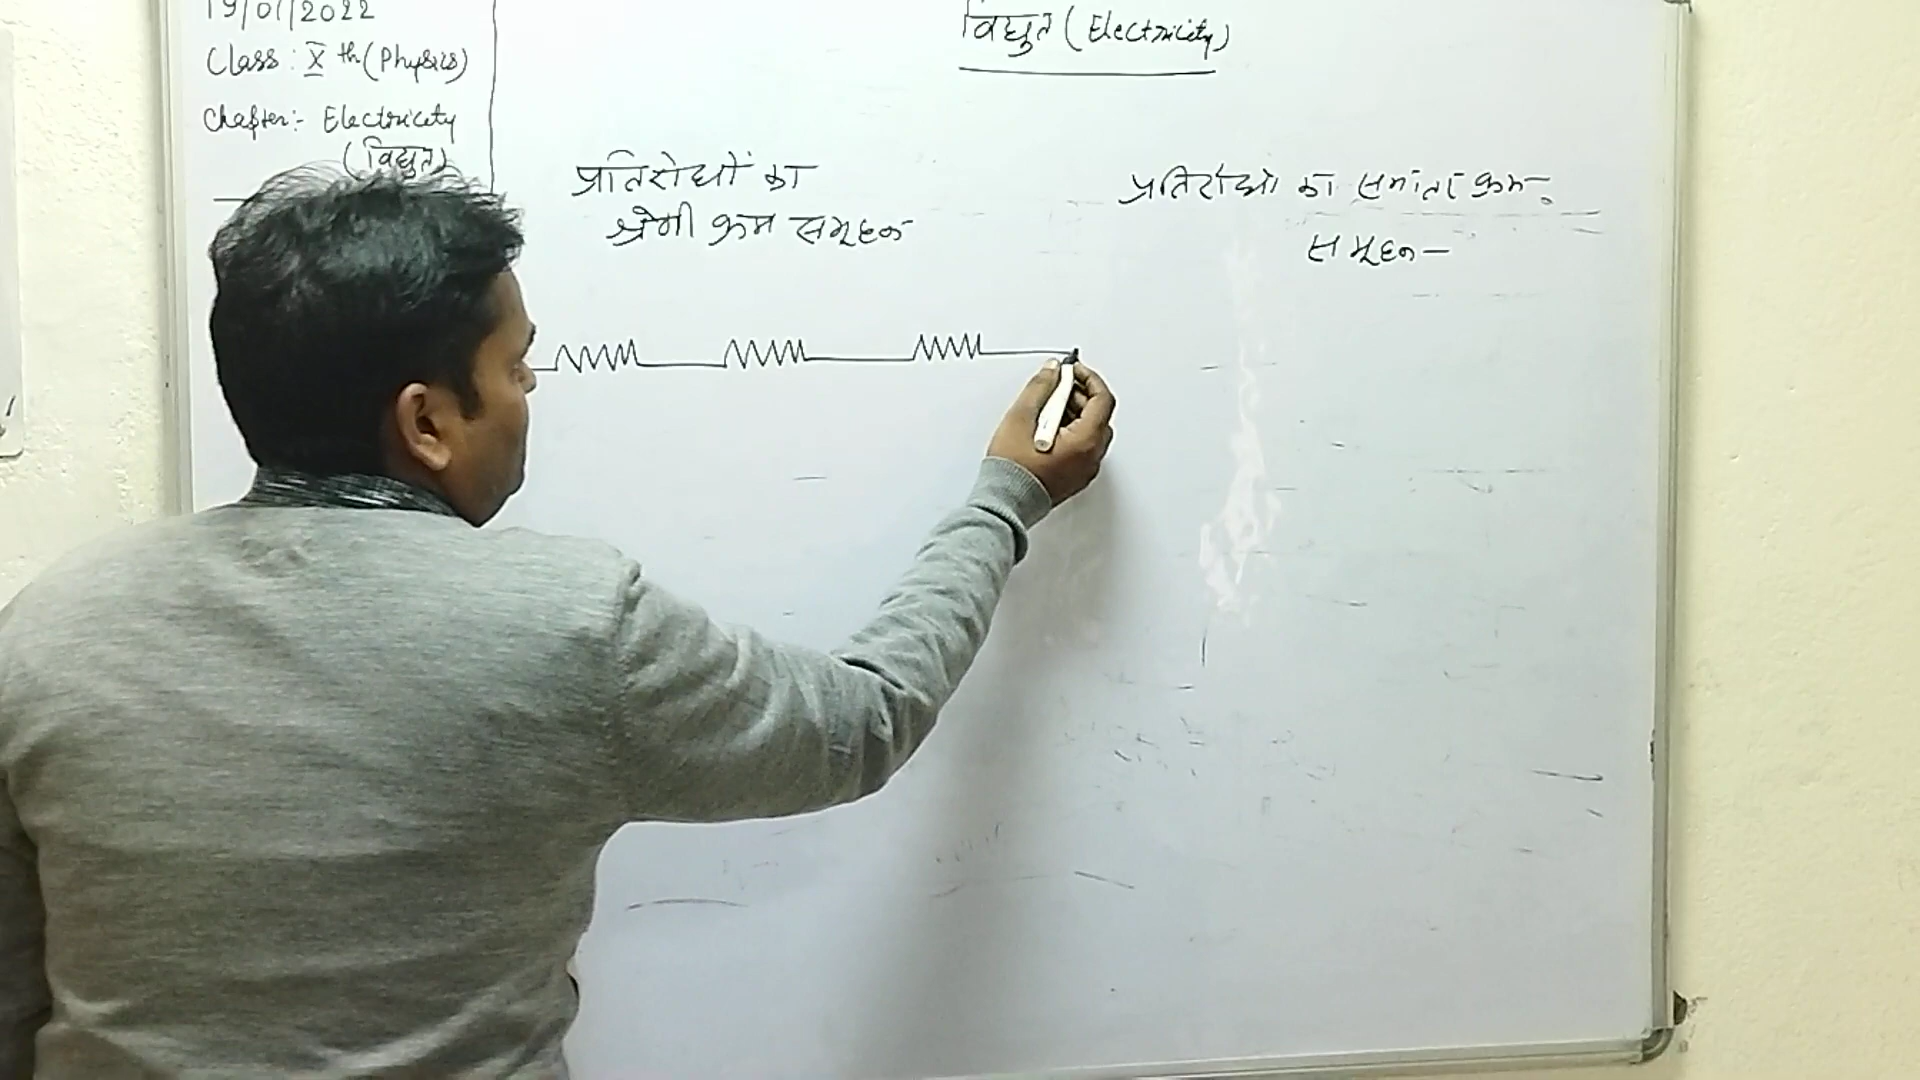 19/01/2022
Class : X th (Physics)
Chapter:- Electricity
(विद्युत)
विद्युत (Electricity)
प्रतिरोधों का
श्रेणी क्रम समूहन
प्रतिरोधो का समांतर क्रम-
समूहन-